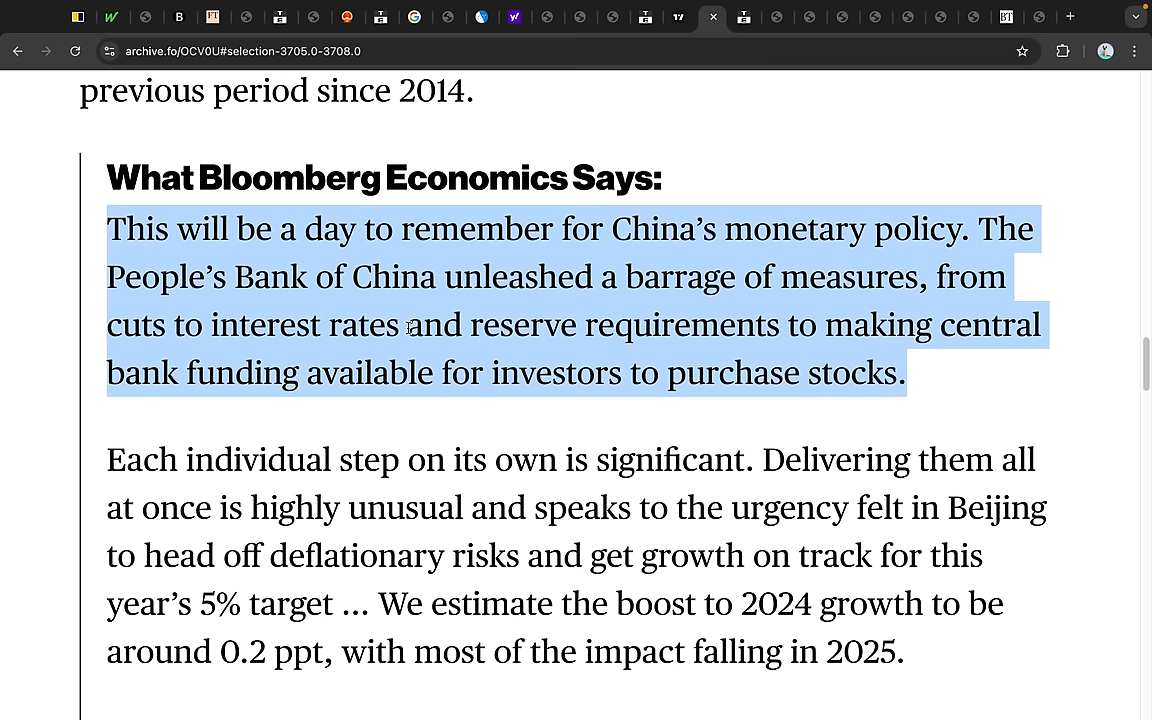 W
B
FT
T
E
T
E
G
y!
T
E
T
E
BT
archive.fo/OCV0U#selection-3705.0-3708.0
previous period since 2014.
What Bloomberg Economics Says:
This will be a day to remember for China’s monetary policy. The
People’s Bank of China unleashed a barrage of measures, from
cuts to interest rates and reserve requirements to making central
bank funding available for investors to purchase stocks.
Each individual step on its own is significant. Delivering them all
at once is highly unusual and speaks to the urgency felt in Beijing
to head off deflationary risks and get growth on track for this
year’s 5% target ... We estimate the boost to 2024 growth to be
around 0.2 ppt, with most of the impact falling in 2025.